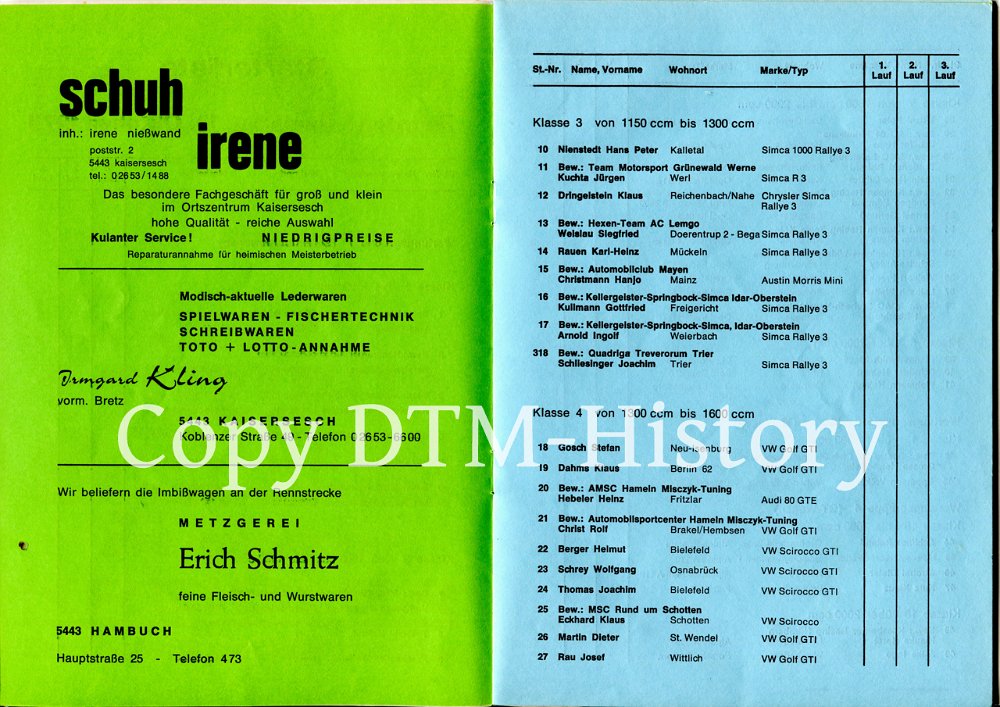 schuh
irene
inh.: irene nießwand
poststr. 2
5443 kaisersesch
tel.: 02653/1488
Das besondere Fachgeschäft für groß und klein
im Ortszentrum Kaisersesch
hohe Qualität - reiche Auswahl
Kulanter Service! NIEDRIGPREISE
Reparaturannahme für heimischen Meisterbetrieb
Modisch-aktuelle Lederwaren
SPIELWAREN - FISCHERTECHNIK
SCHREIBWAREN
TOTO + LOTTO-ANNAHME
Irmgard Kling
vorm. Bretz
5443 KAISERSESCH
Koblenzer Straße 49 - Telefon 02653-6600
Wir beliefern die Imbißwagen an der Rennstrecke
METZGEREI
Erich Schmitz
feine Fleisch- und Wurstwaren
5443 HAMBUCH
Hauptstraße 25 - Telefon 473
St.-Nr. Name, Vorname Wohnort Marke/Typ 1. Lauf 2. Lauf 3. Lauf
Klasse 3 von 1150 ccm bis 1300 ccm
10 Nienstedt Hans Peter Kalletal Simca 1000 Rallye 3
11 Bew.: Team Motorsport Grünewald Werne
Kuchta Jürgen Werl Simca R 3
12 Dringelstein Klaus Reichenbach/Nahe Chrysler Simca
Rallye 3
13 Bew.: Hexen-Team AC Lemgo
Weislau Siegfried Doerentrup 2 - Bega Simca Rallye 3
14 Rauen Karl-Heinz Mückeln Simca Rallye 3
15 Bew.: Automobilclub Mayen
Christmann Hanjo Mainz Austin Morris Mini
16 Bew.: Kellergeister-Springbock-Simca Idar-Oberstein
Kullmann Gottfried Freigericht Simca Rallye 3
17 Bew.: Kellergeister-Springbock-Simca, Idar-Oberstein
Arnold Ingolf Weierbach Simca Rallye 3
318 Bew.: Quadriga Treverorum Trier
Schliesinger Joachim Trier Simca Rallye 3
Klasse 4 von 1300 ccm bis 1600 ccm
18 Gosch Stefan Neu-Isenburg VW Golf GTI
19 Dahms Klaus Berlin 62 VW Golf GTI
20 Bew.: AMSC Hameln Misczyk-Tuning
Hebeler Heinz Fritzlar Audi 80 GTE
21 Bew.: Automobilsportcenter Hameln Misczyk-Tuning
Christ Rolf Brakel/Hembsen VW Golf GTI
22 Berger Helmut Bielefeld VW Scirocco GTI
23 Schrey Wolfgang Osnabrück VW Scirocco GTI
24 Thomas Joachim Bielefeld VW Scirocco GTI
25 Bew.: MSC Rund um Schotten
Eckhard Klaus Schotten VW Scirocco
26 Martin Dieter St. Wendel VW Golf GTI
27 Rau Josef Wittlich VW Golf GTI
Copy DTM-History